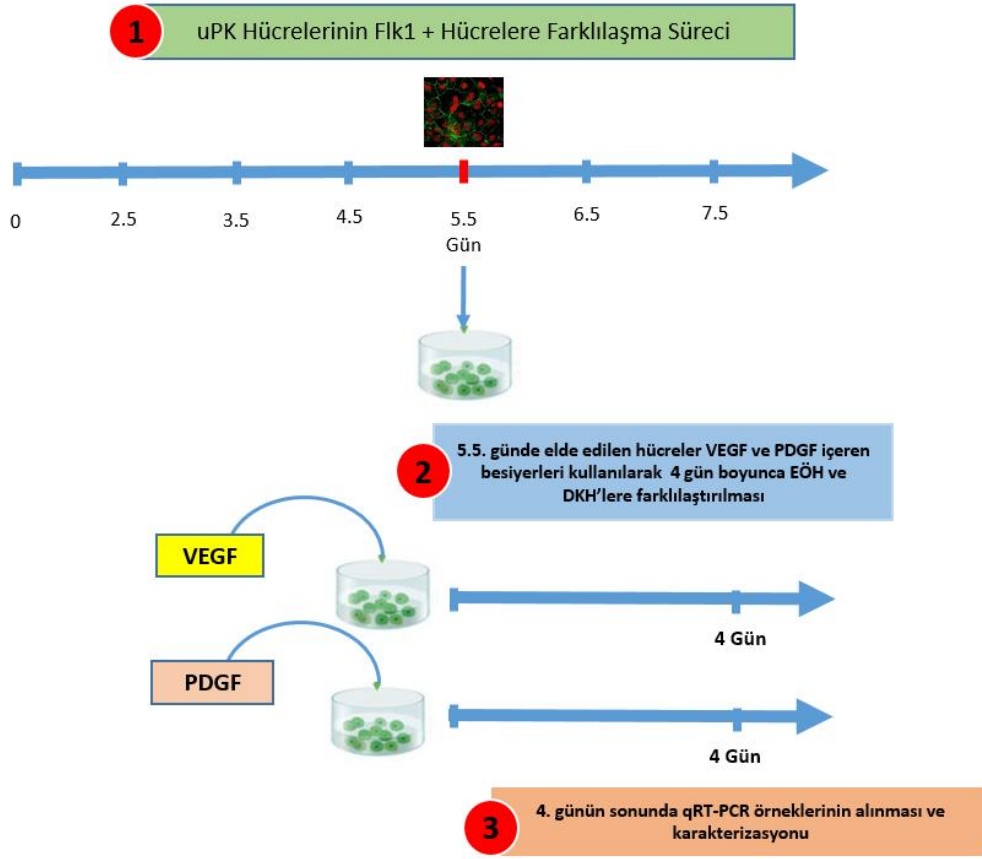 1
uPK Hücrelerinin Flk1 + Hücrelere Farklılaşma Süreci
0
2.5
3.5
4.5
5.5
6.5
7.5
Gün
2
5.5. günde elde edilen hücreler VEGF ve PDGF içeren
besiyerleri kullanılarak 4 gün boyunca EÖH ve
DKH'lere farklılaştırılması
VEGF
4 Gün
PDGF
4 Gün
3
4. günün sonunda qRT-PCR örneklerinin alınması ve
karakterizasyonu